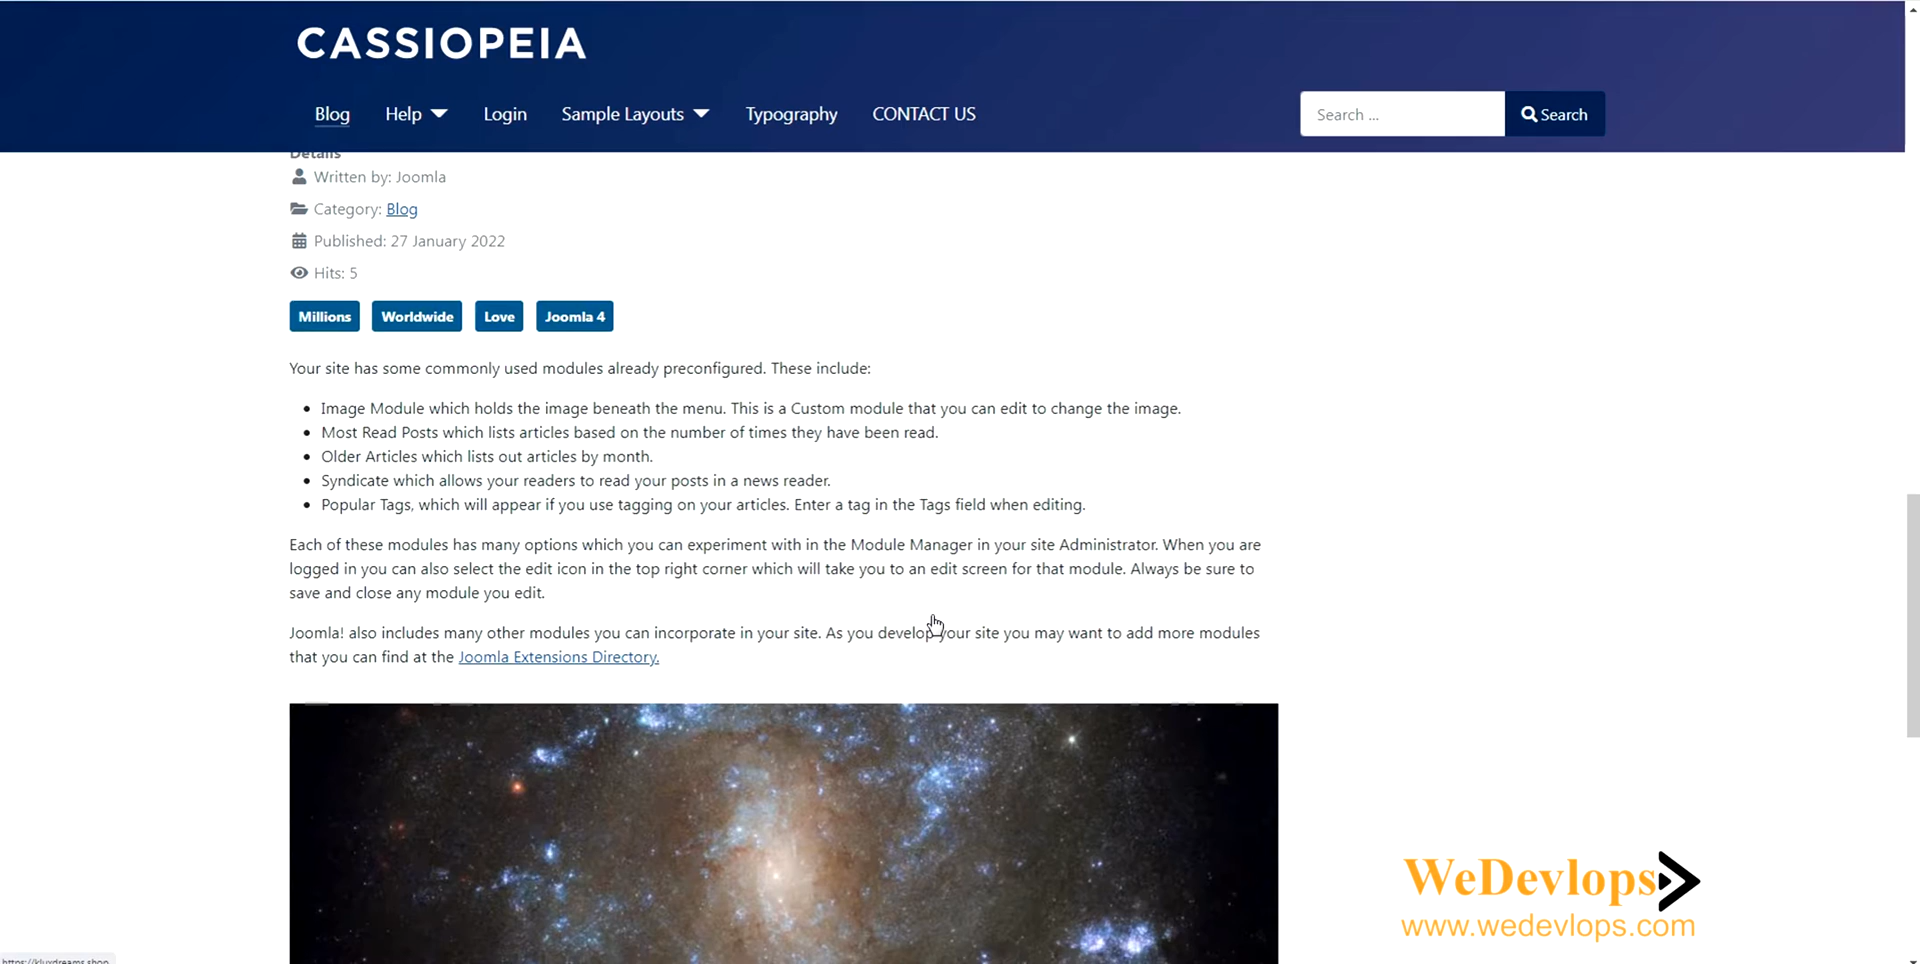 CASSIOPEIA
Blog Help Login Sample Layouts Typography CONTACT US Search ... Search
Details
Written by: Joomla
Category: Blog
Published: 27 January 2022
Hits: 5
Millions Worldwide Love Joomla 4
Your site has some commonly used modules already preconfigured. These include:
• Image Module which holds the image beneath the menu. This is a Custom module that you can edit to change the image.
• Most Read Posts which lists articles based on the number of times they have been read.
• Older Articles which lists out articles by month.
• Syndicate which allows your readers to read your posts in a news reader.
• Popular Tags, which will appear if you use tagging on your articles. Enter a tag in the Tags field when editing.
Each of these modules has many options which you can experiment with in the Module Manager in your site Administrator. When you are
logged in you can also select the edit icon in the top right corner which will take you to an edit screen for that module. Always be sure to
save and close any module you edit.
Joomla! also includes many other modules you can incorporate in your site. As you develop your site you may want to add more modules
that you can find at the Joomla Extensions Directory.
WeDevlops
www.wedevlops.com